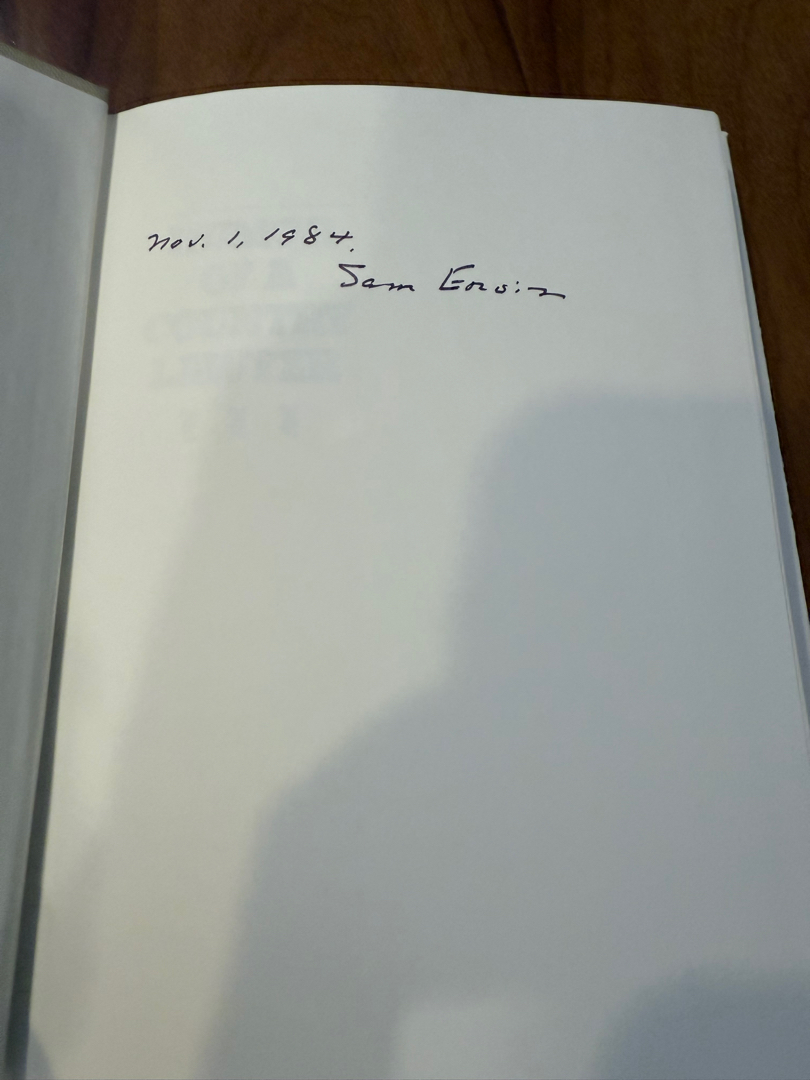 Nov. 1, 1984.
Sam Ervin